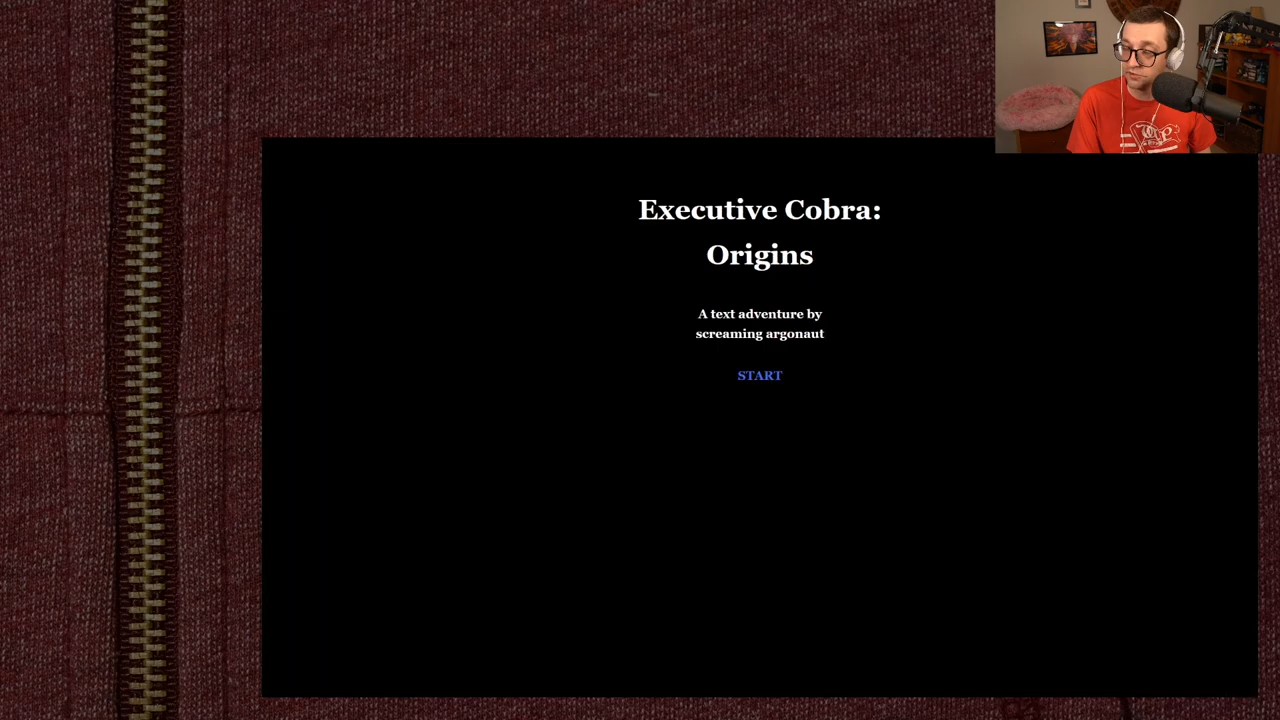 Executive Cobra:
Origins
A text adventure by
screaming argonaut
START